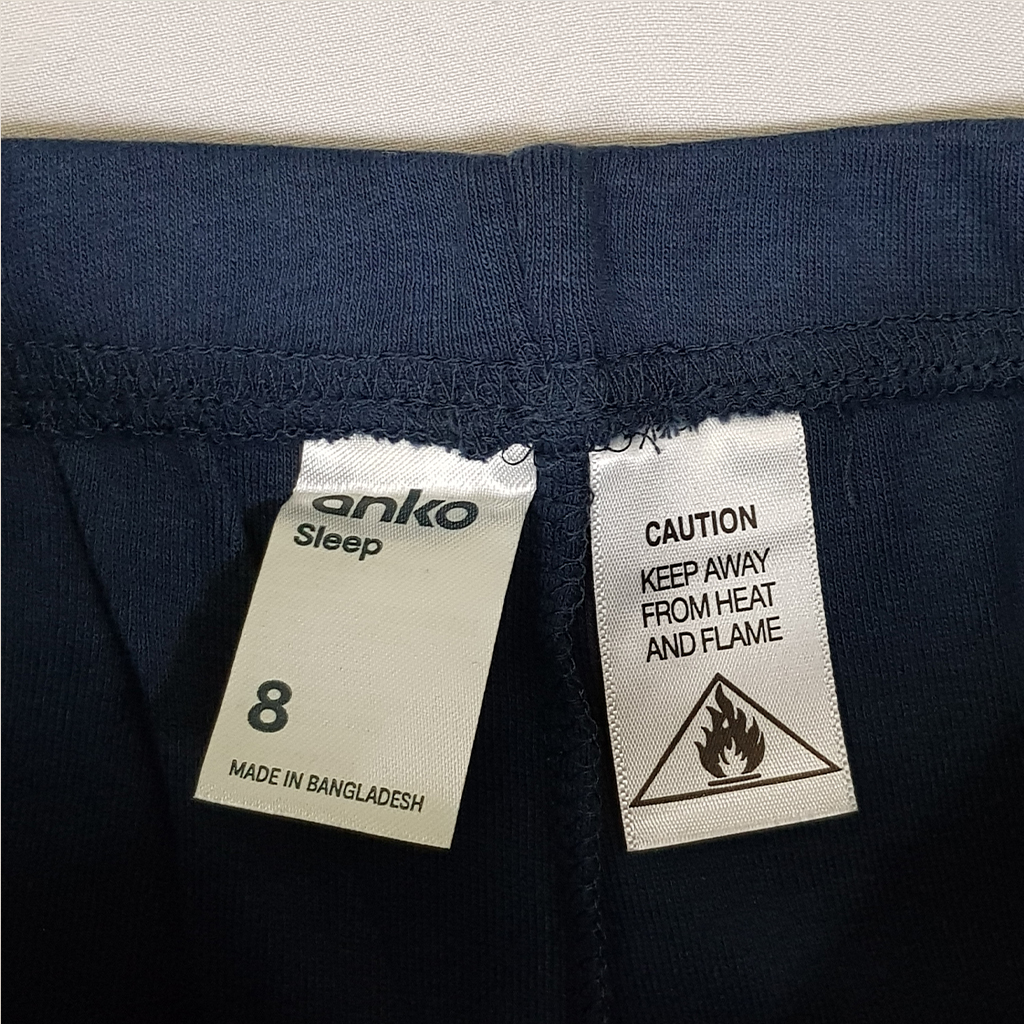 anko
Sleep
8
MADE IN BANGLADESH
CAUTION
KEEP AWAY
FROM HEAT
AND FLAME